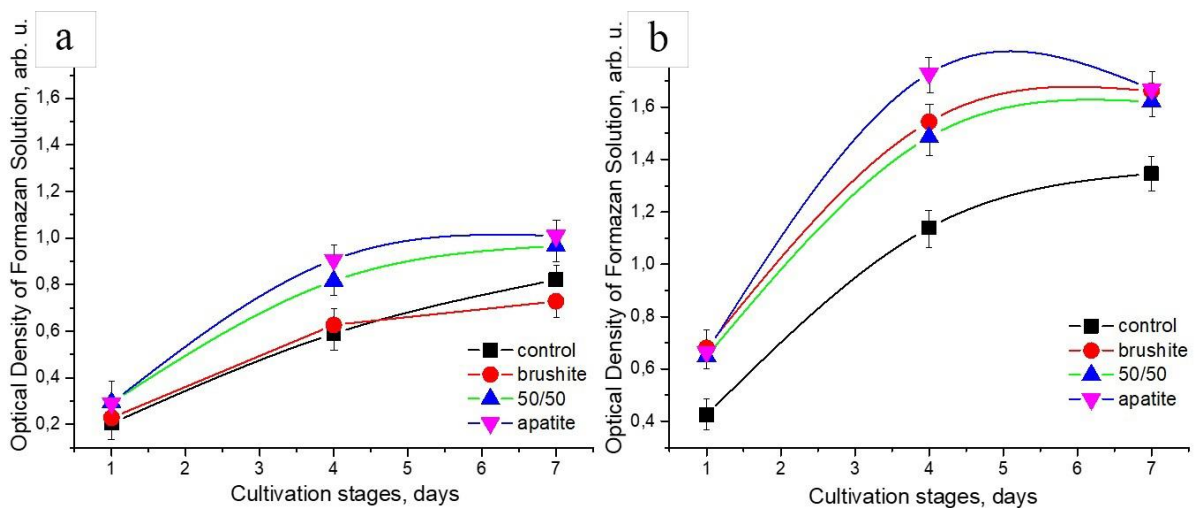 a
Optical Density of Formazan Solution, arb. u.
1,6
1,4
1,2
1,0
0,8
0,6
0,4
0,2
control
brushite
50/50
apatite
1 2 3 4 5 6 7
Cultivation stages, days
b
Optical Density of Formazan Solution, arb. u.
1,6
1,4
1,2
1,0
0,8
0,6
0,4
control
brushite
50/50
apatite
1 2 3 4 5 6 7
Cultivation stages, days